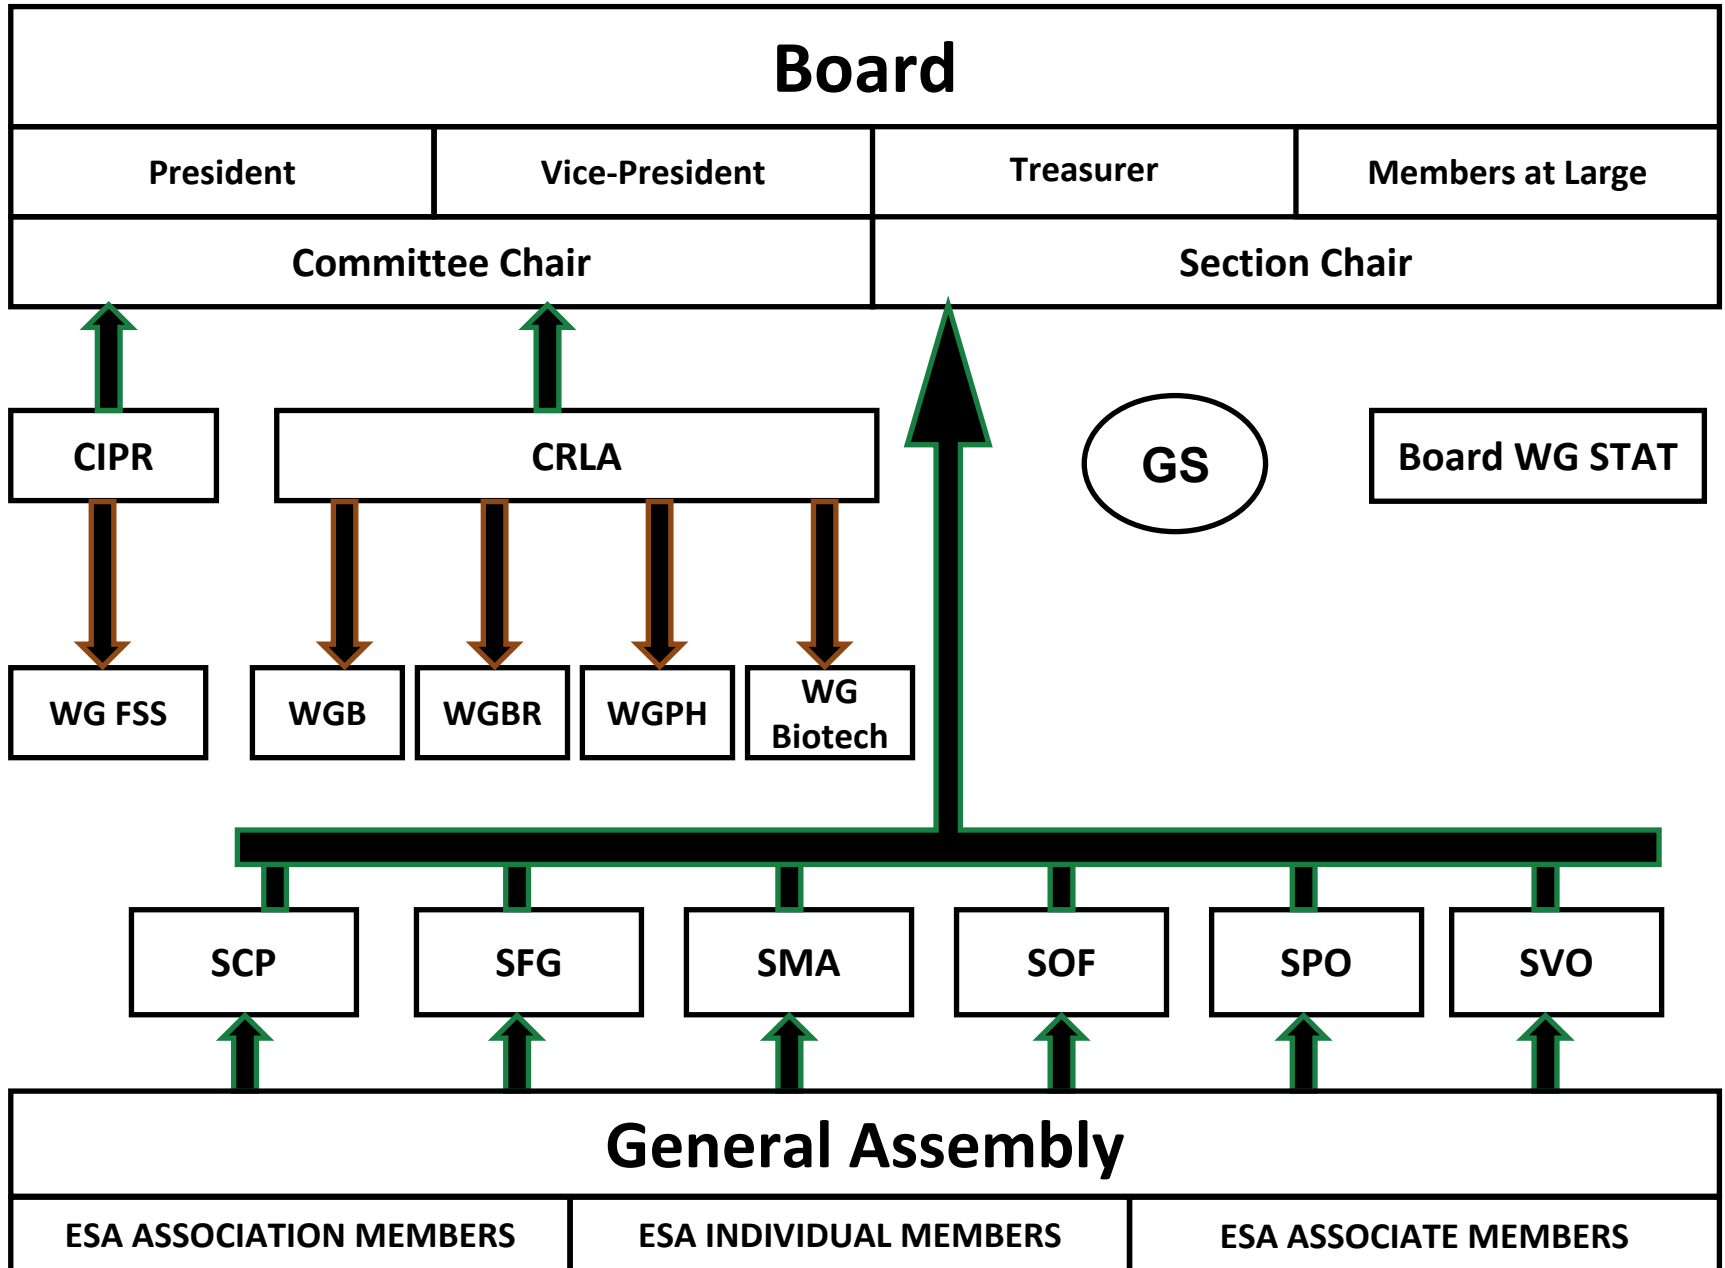 Board
President
Vice-President
Treasurer
Members at Large
Committee Chair
Section Chair
CIPR
CRLA
GS
Board WG STAT
WG FSS
WGB
WGBR
WGPH
WG
Biotech
SCP
SFG
SMA
SOF
SPO
SVO
General Assembly
ESA ASSOCIATION MEMBERS
ESA INDIVIDUAL MEMBERS
ESA ASSOCIATE MEMBERS